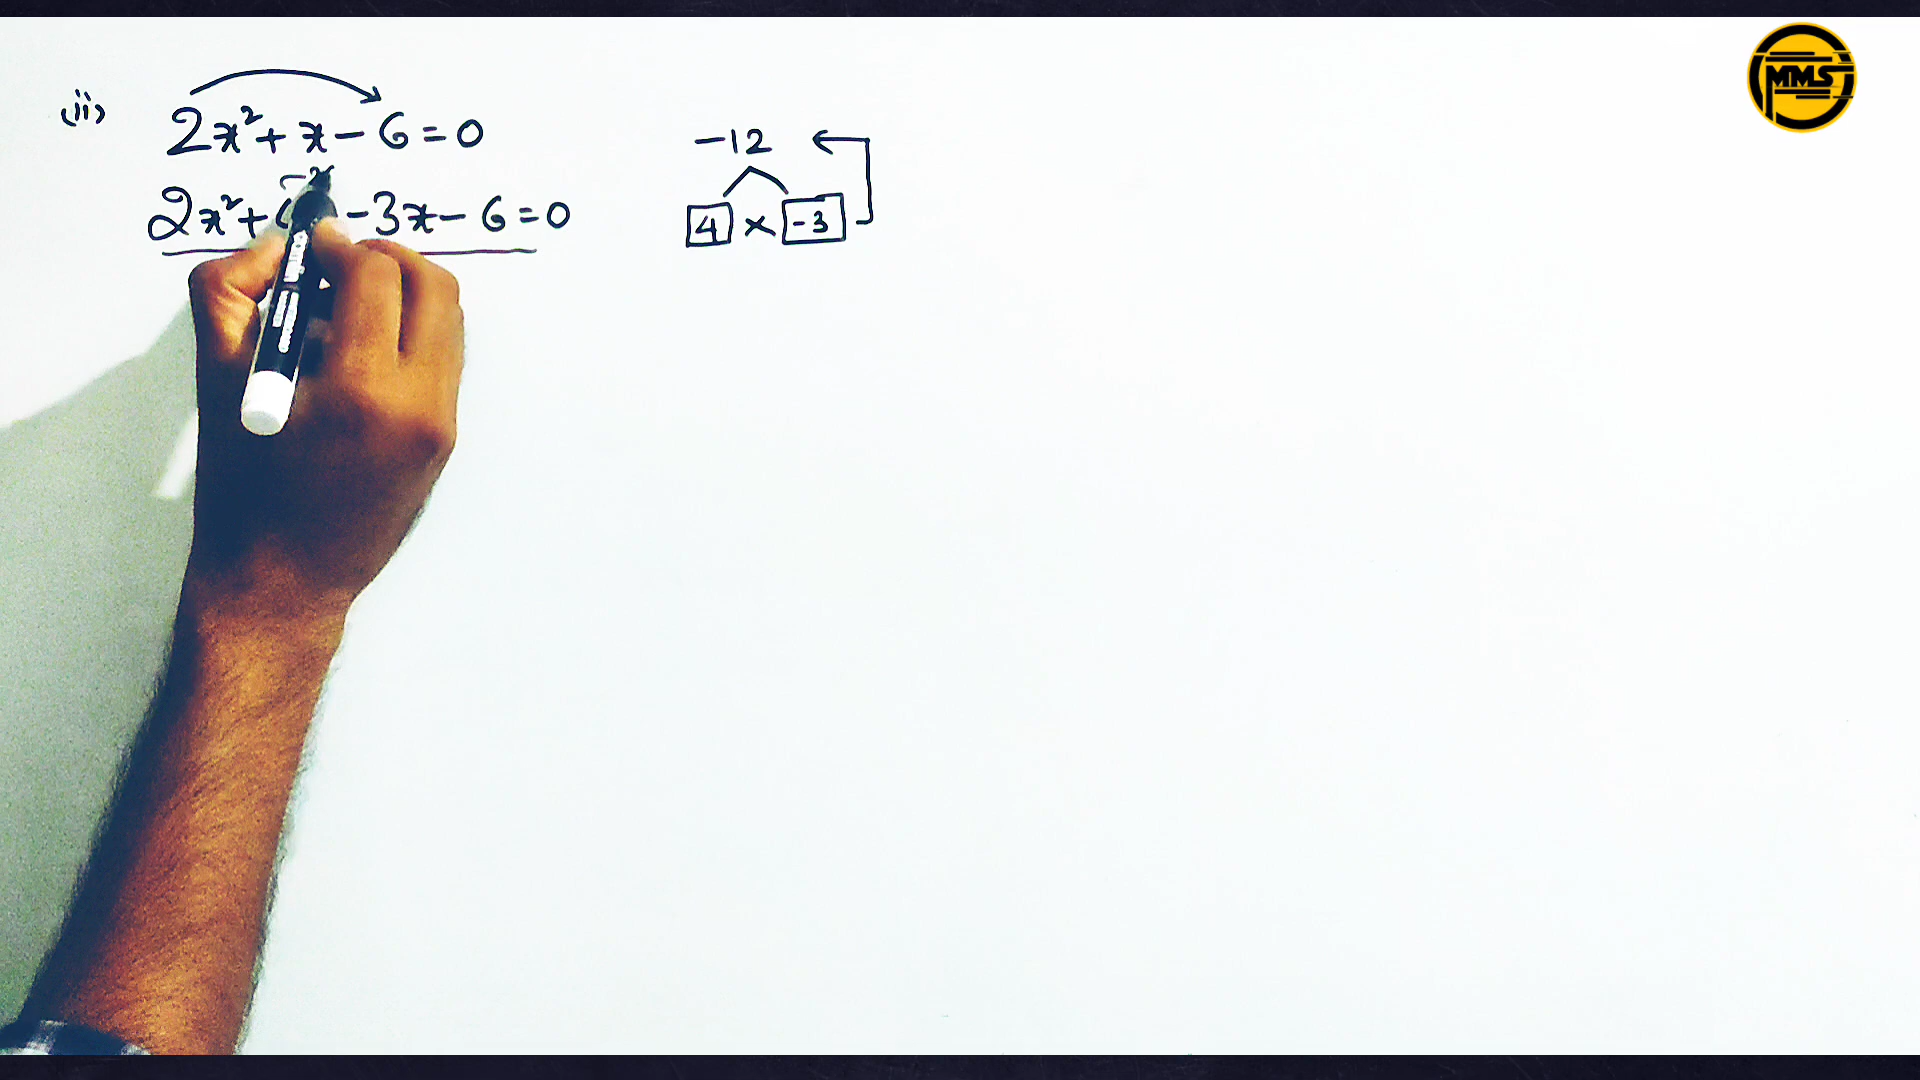 (ii) 2x² + x - 6 = 0
2x² + - 3x - 6 = 0
-12
4 × -3
MMS